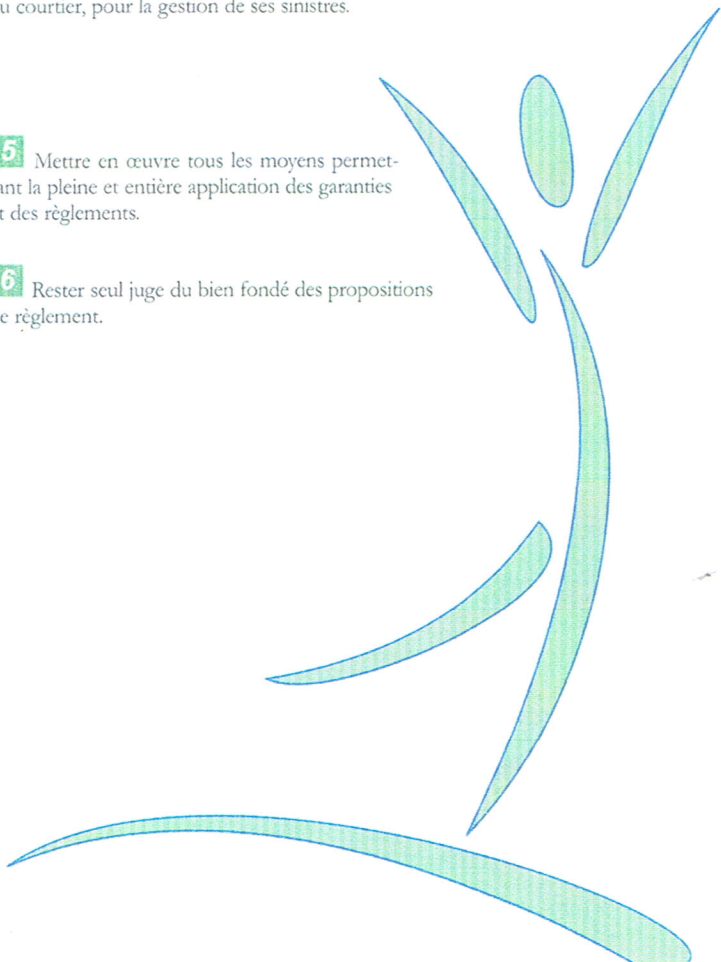 u courtier, pour la gestion de ses sinistres.
5 Mettre en œuvre tous les moyens permet-
ant la pleine et entière application des garanties
t des règlements.
6 Rester seul juge du bien fondé des propositions
e règlement.